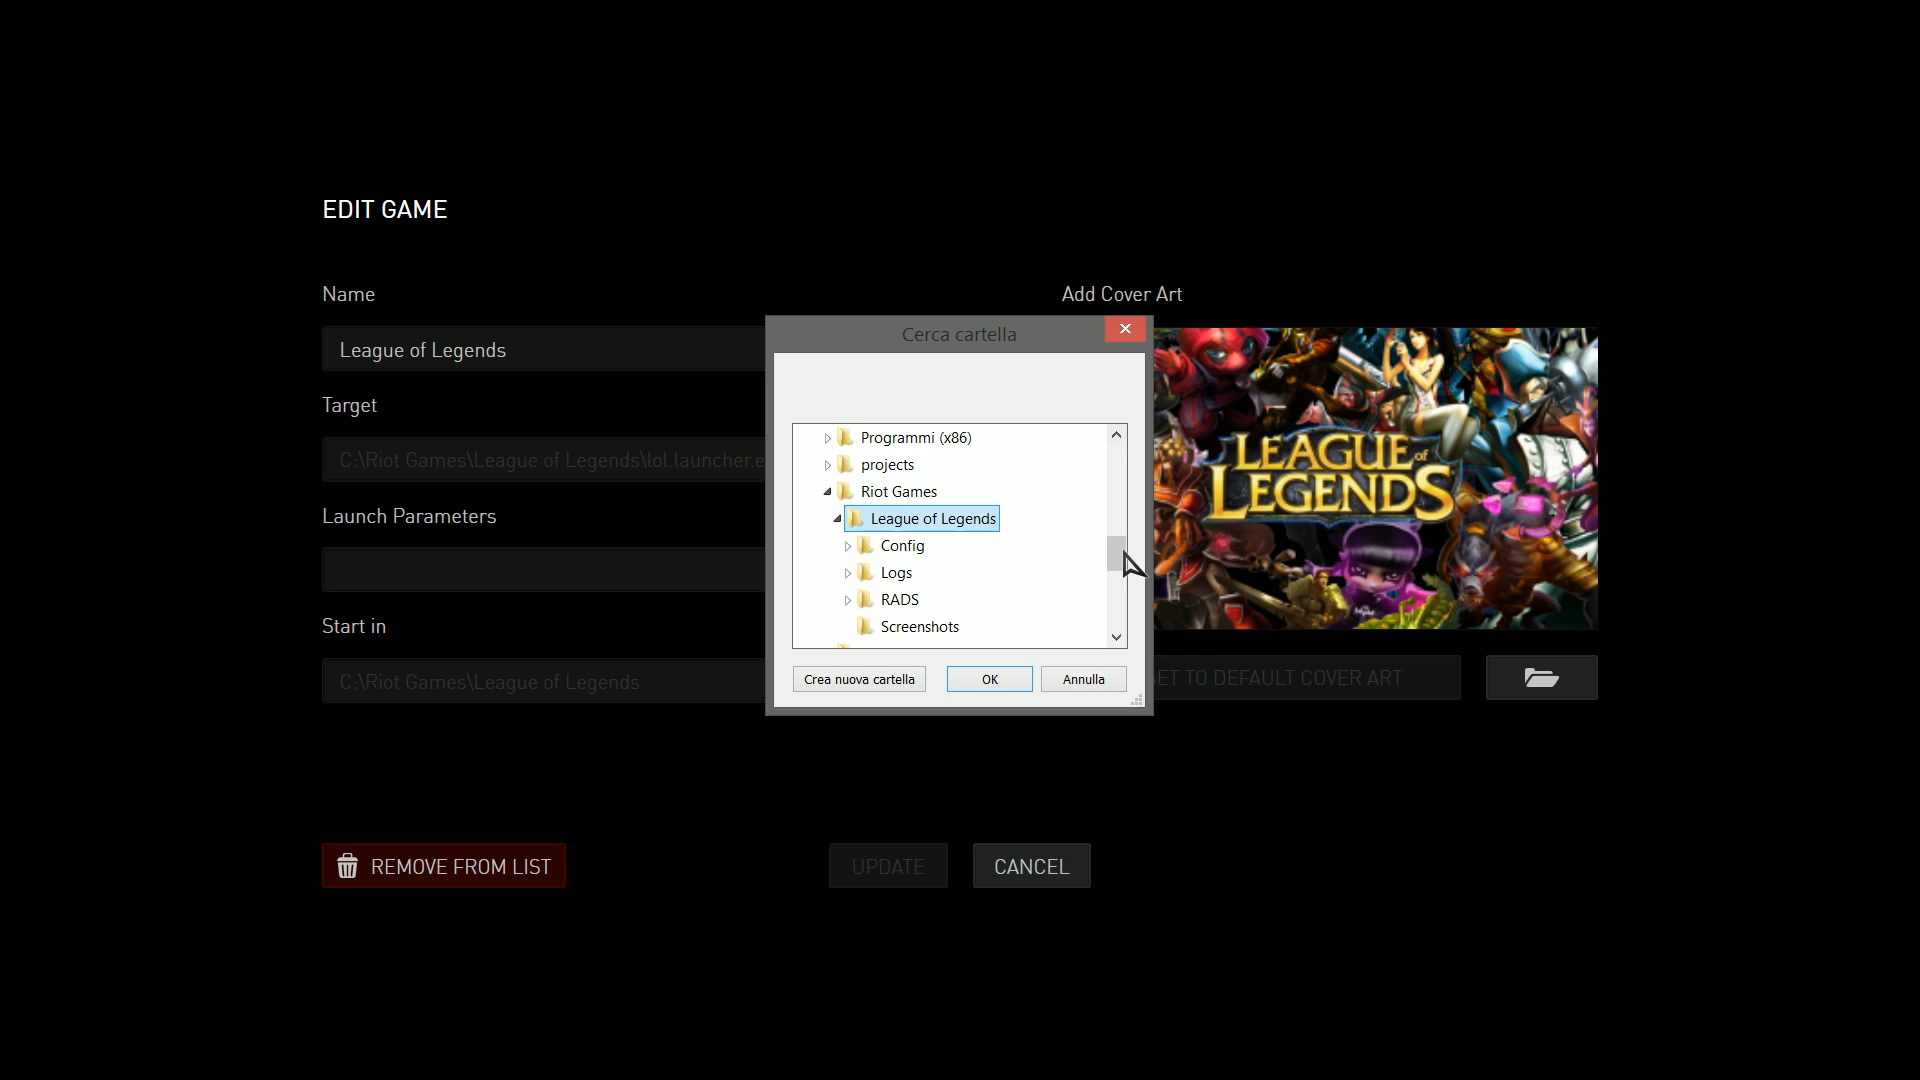 EDIT GAME
Name
League of Legends
Target
C:\Riot Games\League of Legends\lol.launcher.e
Launch Parameters
Start in
C:\Riot Games\League of Legends
Add Cover Art
LEAGUE of
LEGENDS
ET TO DEFAULT COVER ART
Cerca cartella
Programmi (x86)
projects
Riot Games
League of Legends
Config
Logs
RADS
Screenshots
Crea nuova cartella
OK
Annulla
REMOVE FROM LIST
UPDATE
CANCEL